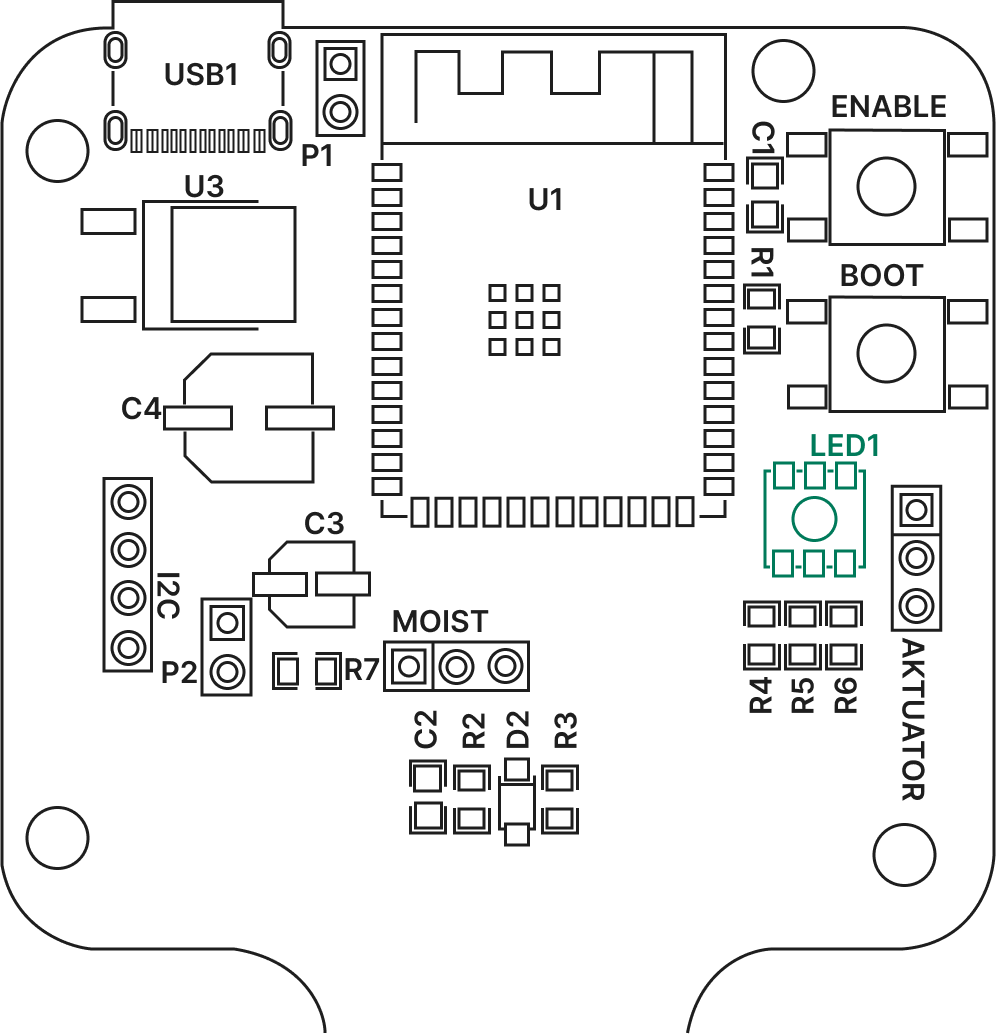 USB1
ENABLE
C1
P1
U3
U1
R1
BOOT
C4
LED1
C3
I2C
MOIST
P2
R7
AKTUATOR
R4
R5
R6
C2
R2
D2
R3